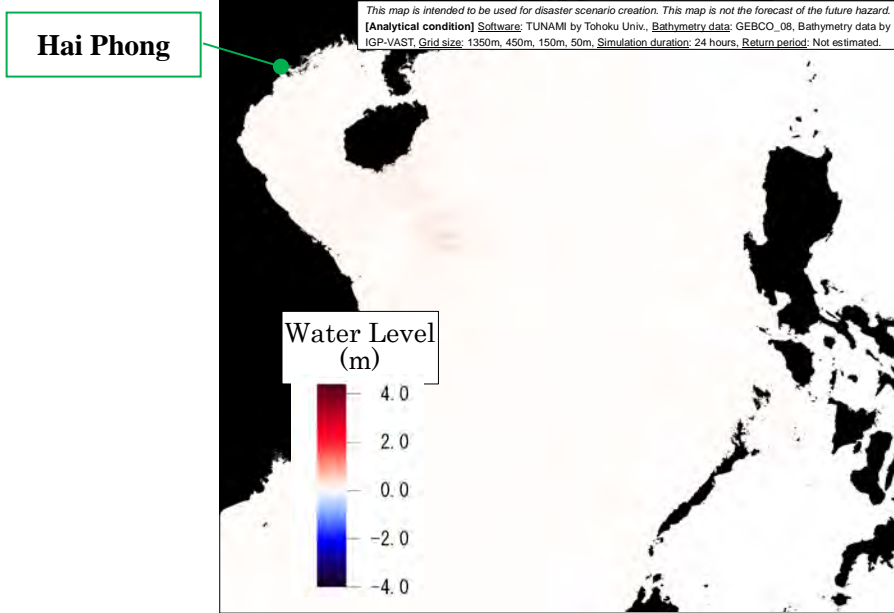 This map is intended to be used for disaster scenario creation. This map is not the forecast of the future hazard.
[Analytical condition] Software: TUNAMI by Tohoku Univ., Bathymetry data: GEBCO_08, Bathymetry data by
IGP-VAST, Grid size: 1350m, 450m, 150m, 50m, Simulation duration: 24 hours, Return period: Not estimated.
Hai Phong
Water Level
(m)
4.0
2.0
0.0
-2.0
-4.0